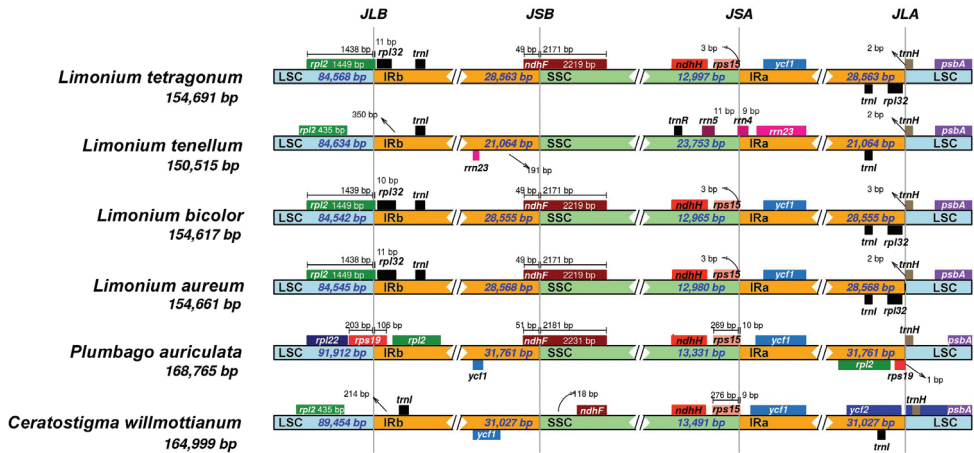 JLB JSB JSA JLA
1438 bp 11 bp 49 bp 2171 bp 3 bp 2 bp
rpl32 trnI trnH
rpl2 1449 bp ndhF 2219 bp ndhH rps15 ycf1 psbA
Limonium tetragonum LSC 84,568 bp IRb 28,563 bp SSC 12,997 bp IRa 28,563 bp LSC
154,691 bp trnI rpl32
350 bp trnI trnR rrn5 11 bp 9 bp rrn4 2 bp trnH
rpl2 435 bp rrn23 psbA
Limonium tenellum LSC 84,634 bp IRb 21,064 bp SSC 23,753 bp IRa 21,064 bp LSC
150,515 bp rrn23 191 bp trnI
10 bp
1439 bp rpl32 trnI 49 bp 2171 bp 3 bp 3 bp trnH
rpl2 1449 bp ndhF 2219 bp ndhH rps15 ycf1 psbA
Limonium bicolor LSC 84,542 bp IRb 28,555 bp SSC 12,965 bp IRa 28,555 bp LSC
154,617 bp trnI rpl32
11 bp
1438 bp rpl32 trnI 49 bp 2171 bp 3 bp 2 bp trnH
rpl2 1449 bp ndhF 2219 bp ndhH rps15 ycf1 psbA
Limonium aureum LSC 84,545 bp IRb 28,568 bp SSC 12,980 bp IRa 28,568 bp LSC
154,661 bp trnI rpl32
203 bp 106 bp 51 bp 2181 bp 269 bp 10 bp trnH
rpl22 rps19 rpl2 ndhF 2231 bp ndhH rps15 ycf1 psbA
Plumbago auriculata LSC 91,912 bp IRb 31,761 bp SSC 13,331 bp IRa 31,761 bp LSC
168,765 bp ycf1 rpl2 rps19 1 bp
214 bp trnI 118 bp 276 bp 9 bp trnH
rpl2 435 bp ndhF ndhH rps15 ycf1 ycf2 psbA
Ceratostigma willmottianum LSC 89,454 bp IRb 31,027 bp SSC 13,491 bp IRa 31,027 bp LSC
164,999 bp ycf1 trnI